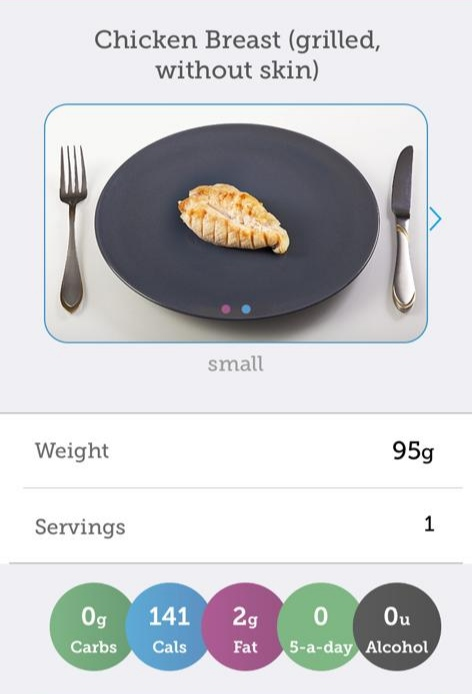 Chicken Breast (grilled,
without skin)
small
Weight
95g
Servings
1
0g
Carbs
141
Cals
2g
Fat
0
5-a-day
0u
Alcohol